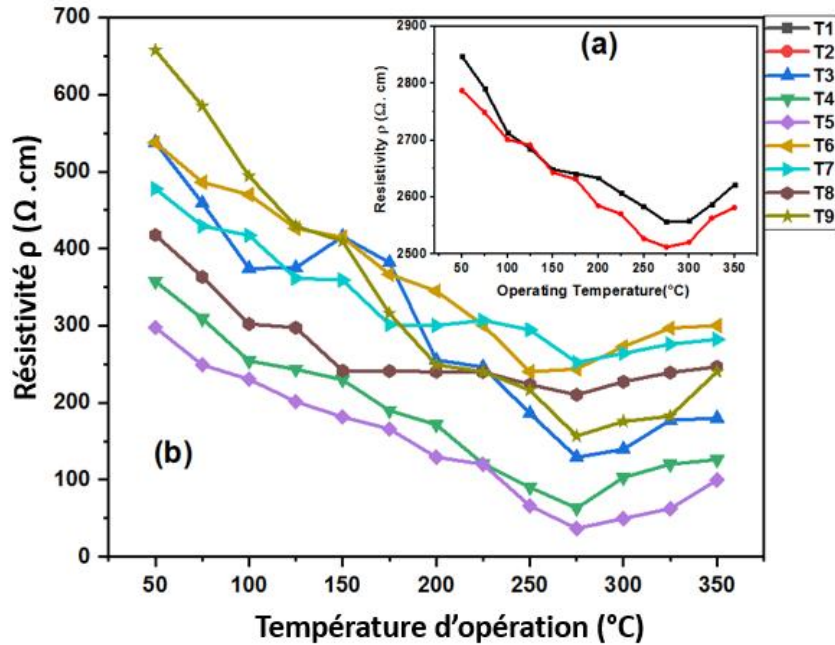 700
600
500
400
300
200
100
0
Résistivité ρ (Ω .cm)
50
100
150
200
250
300
350
Température d'opération (°C)
(b)
(a)
2900
2800
2700
2600
2500
Resistivity ρ (Ω. cm)
50
100
150
200
250
300
350
Operating Temperature(°C)
T1
T2
T3
T4
T5
T6
T7
T8
T9